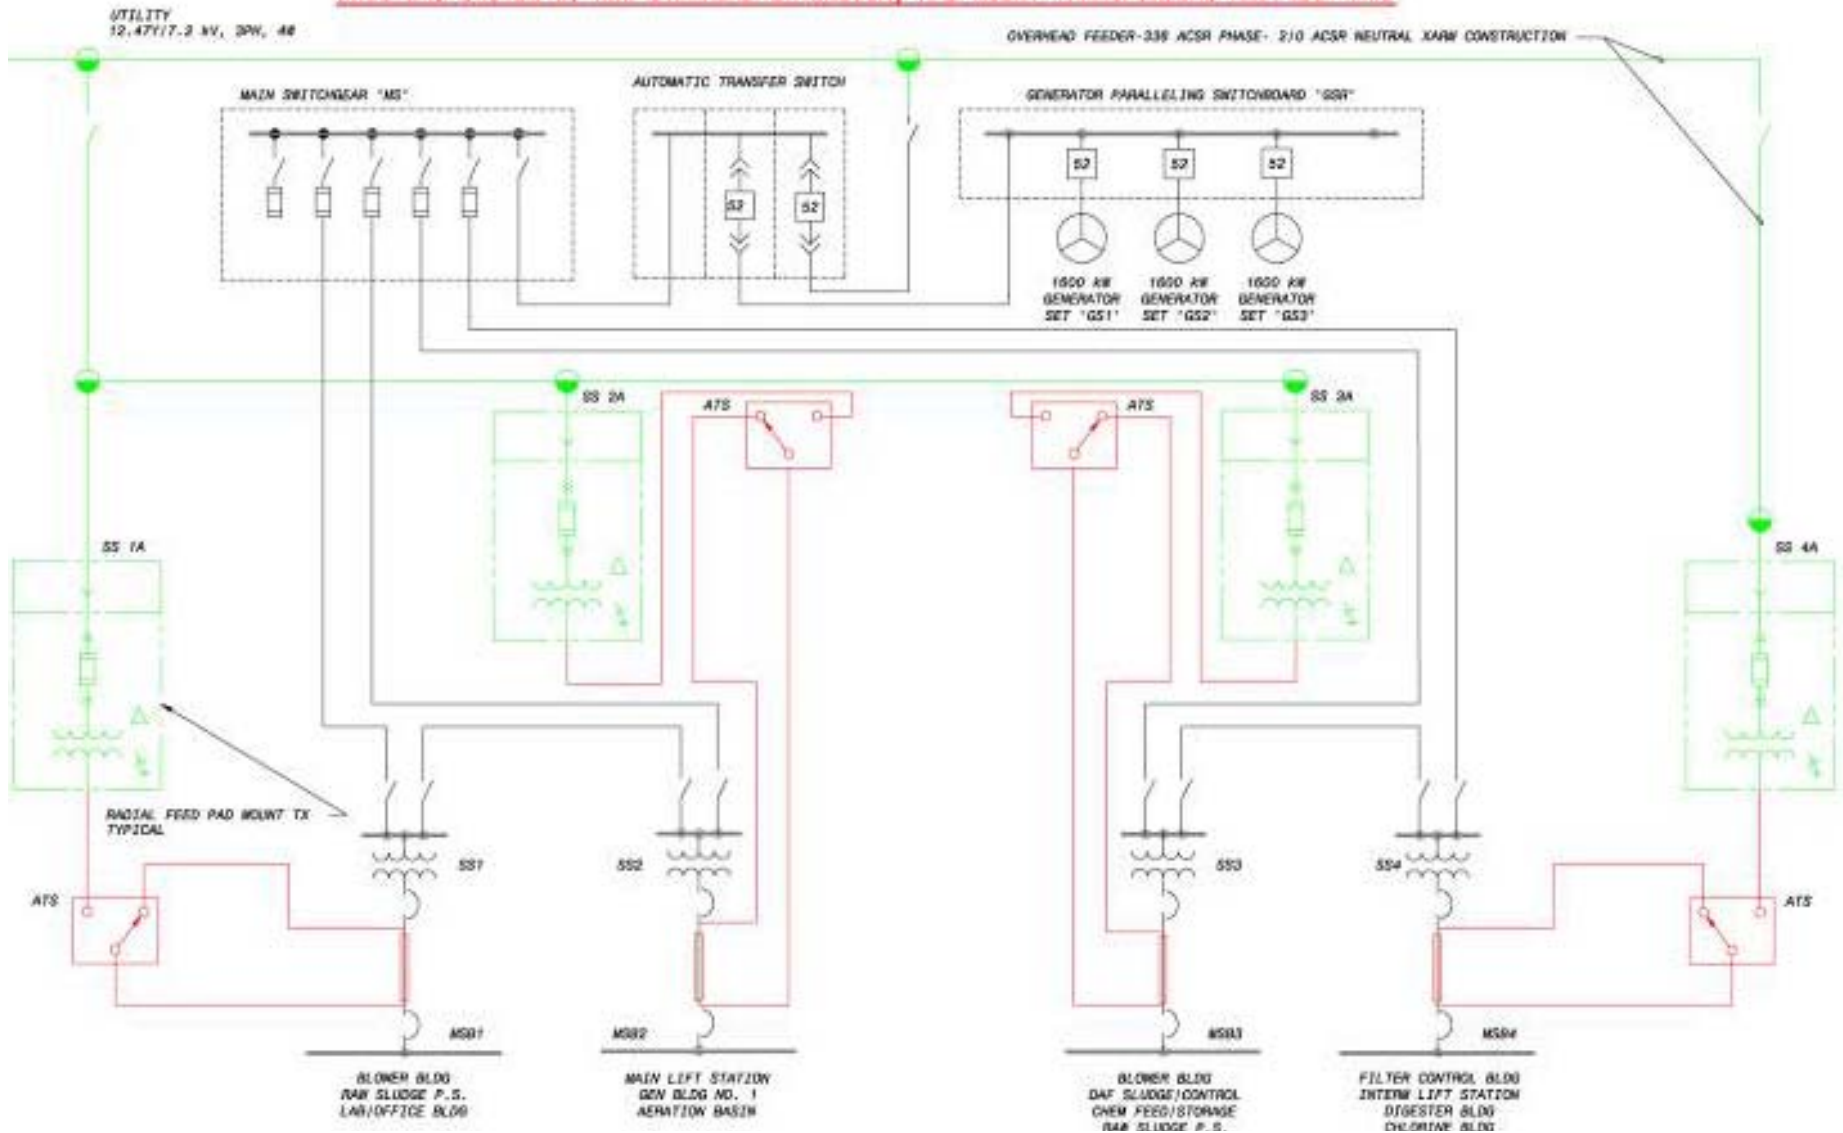 UTILITY
12.47Y/7.2 kV, 3PH, 4W
OVERHEAD FEEDER-336 ACSR PHASE- 2/0 ACSR NEUTRAL XARM CONSTRUCTION
MAIN SWITCHGEAR "MS"
AUTOMATIC TRANSFER SWITCH
GENERATOR PARALLELING SWITCHBOARD
52
52
52
52
52
1600 KW
GENERATOR
SET "GS1"
1600 KW
GENERATOR
SET "GS2"
1600 KW
GENERATOR
SET "GS3"
SS 2A
ATS
ATS
SS 3A
SS 1A
SS 4A
RADIAL FEED PAD MOUNT TX
TYPICAL
SS1
SS2
SS3
SS4
ATS
ATS
MSB1
MSB2
MSB3
MSB4
BLOWER BLDG
RAW SLUDGE P.S.
LAB/OFFICE BLDG
MAIN LIFT STATION
GEN BLDG NO. 1
AERATION BASIN
BLOWER BLDG
DAF SLUDGE/CONTROL
CHEM FEED/STORAGE
RAW SLUDGE P.S.
FILTER CONTROL BLDG
INTERM LIFT STATION
DIGESTER BLDG
CHLORINE BLDG